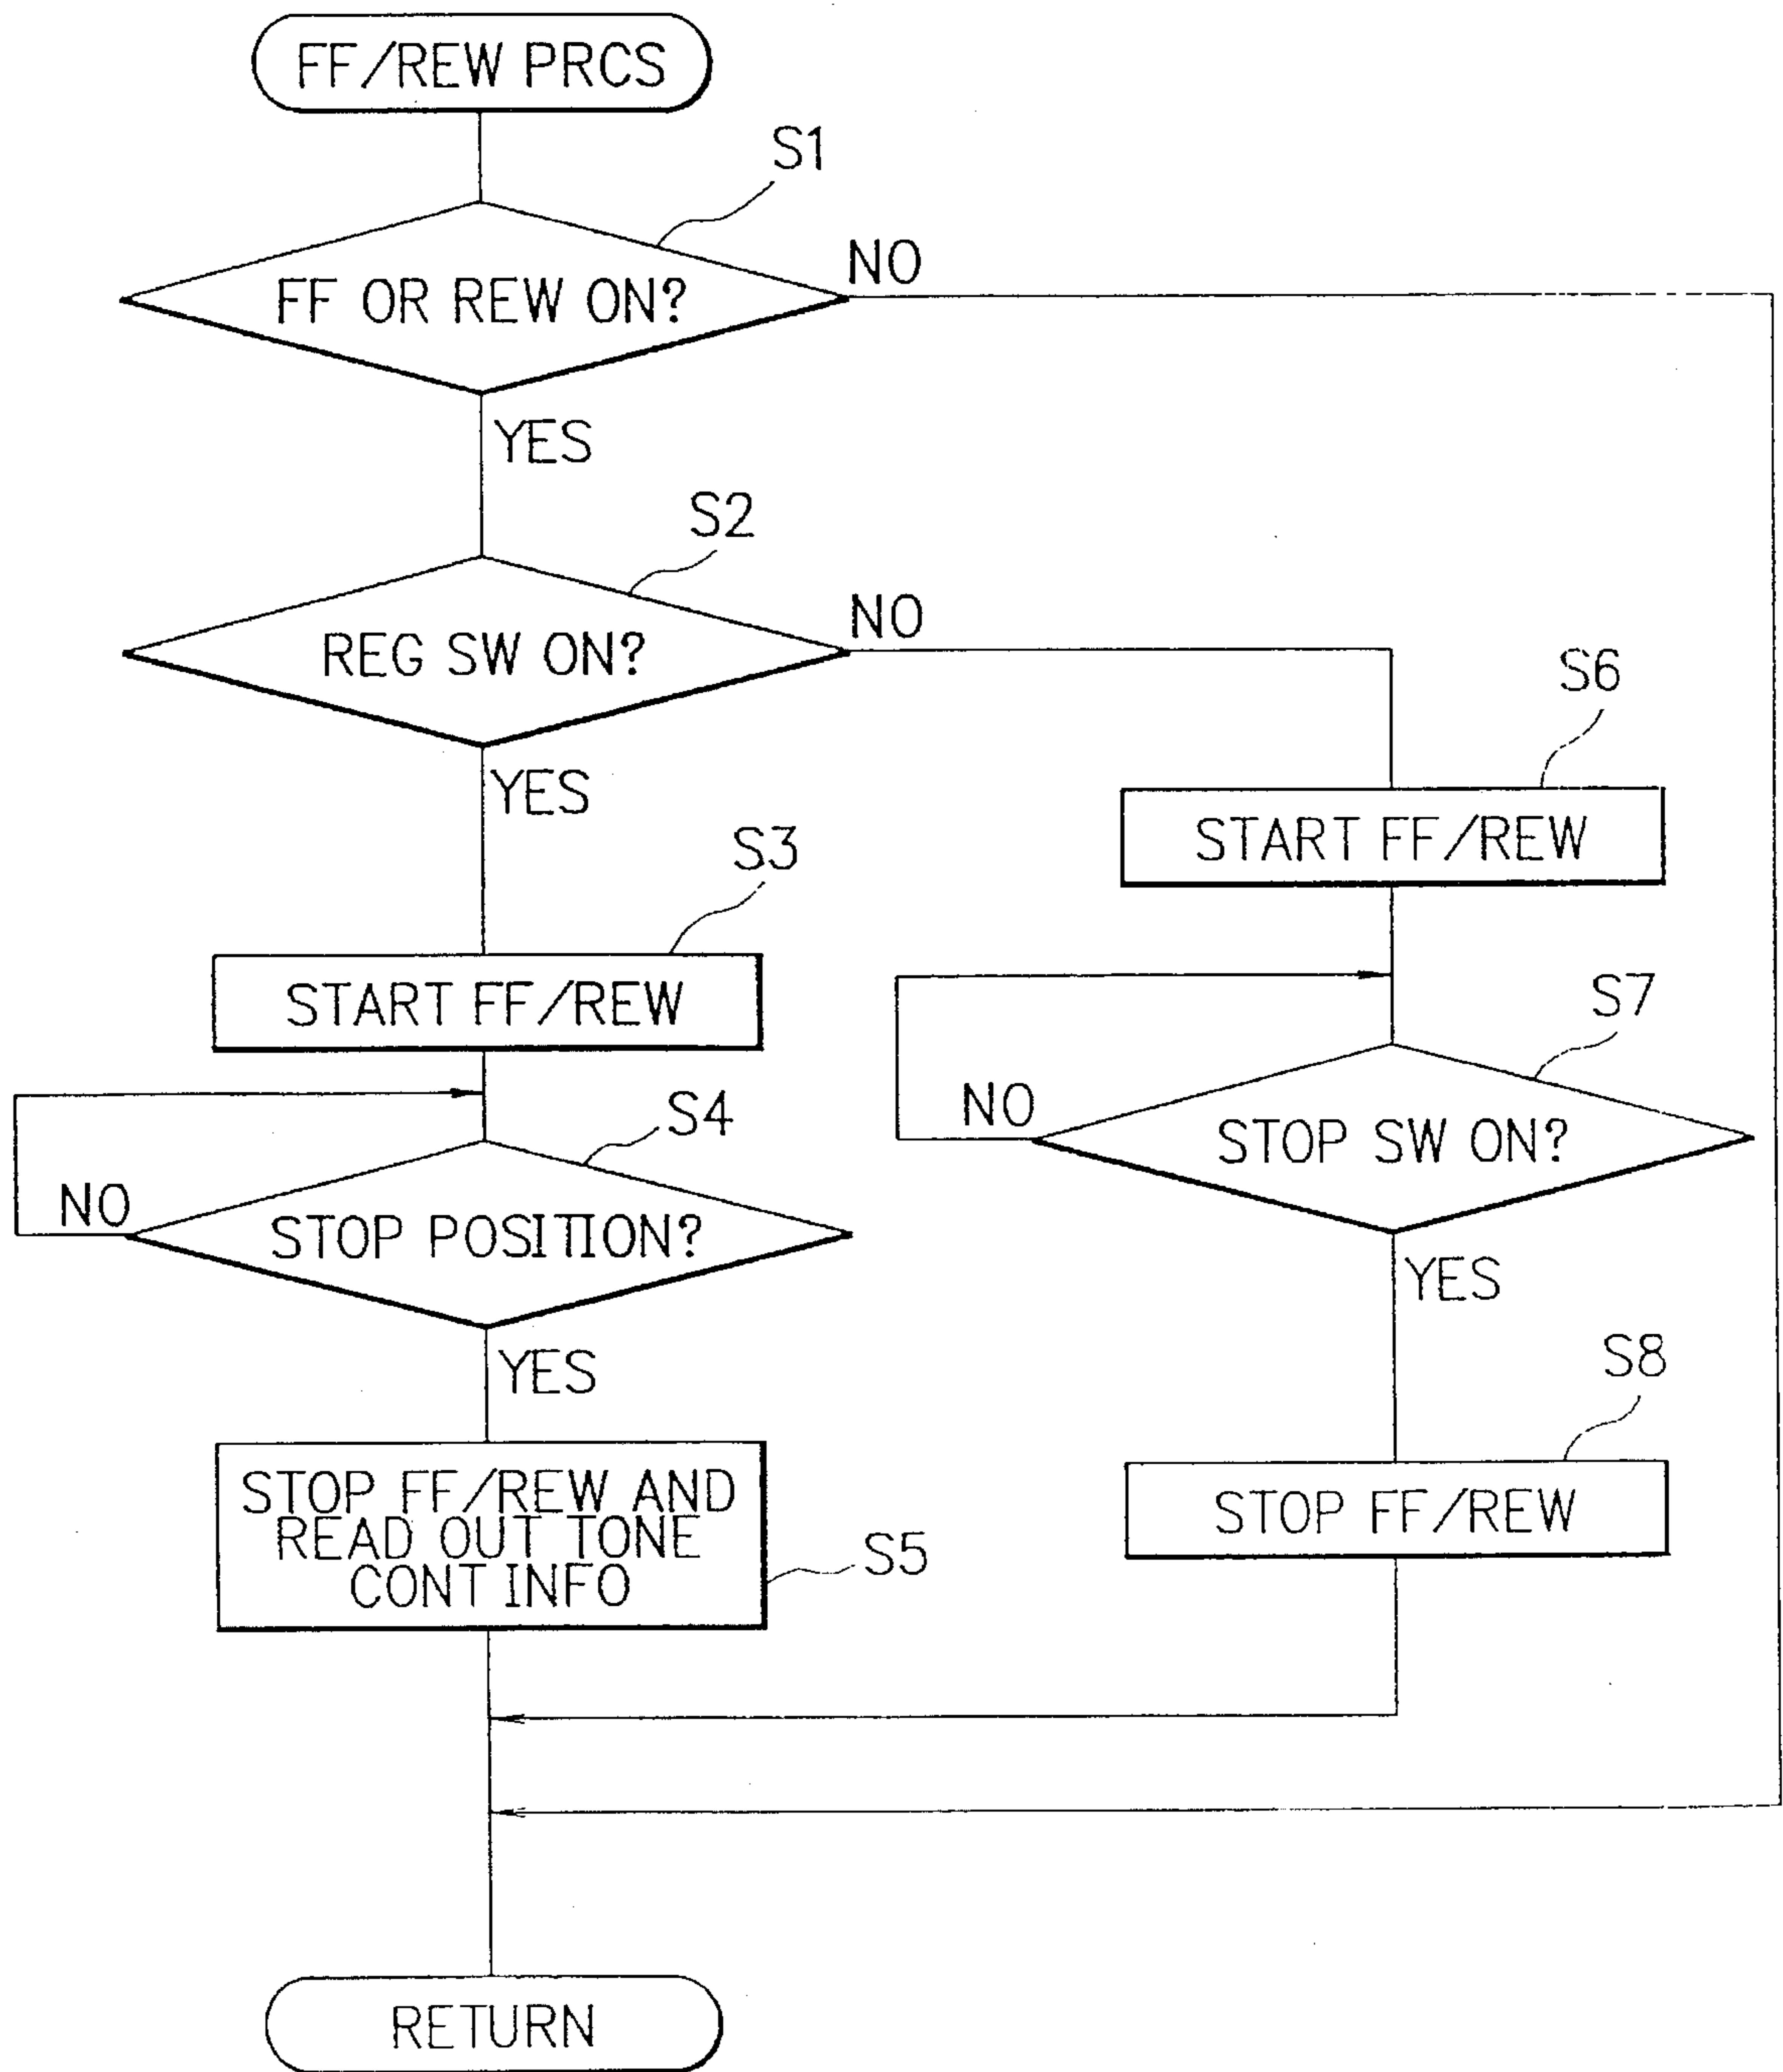 FF/REW PRCS
S1
FF OR REW ON?
NO
YES
S2
REG SW ON?
NO
YES
S6
START FF/REW
S3
START FF/REW
S7
STOP SW ON?
NO
YES
S4
STOP POSITION?
NO
YES
S8
STOP FF/REW
STOP FF/REW AND
READ OUT TONE
CONT INFO
S5
RETURN